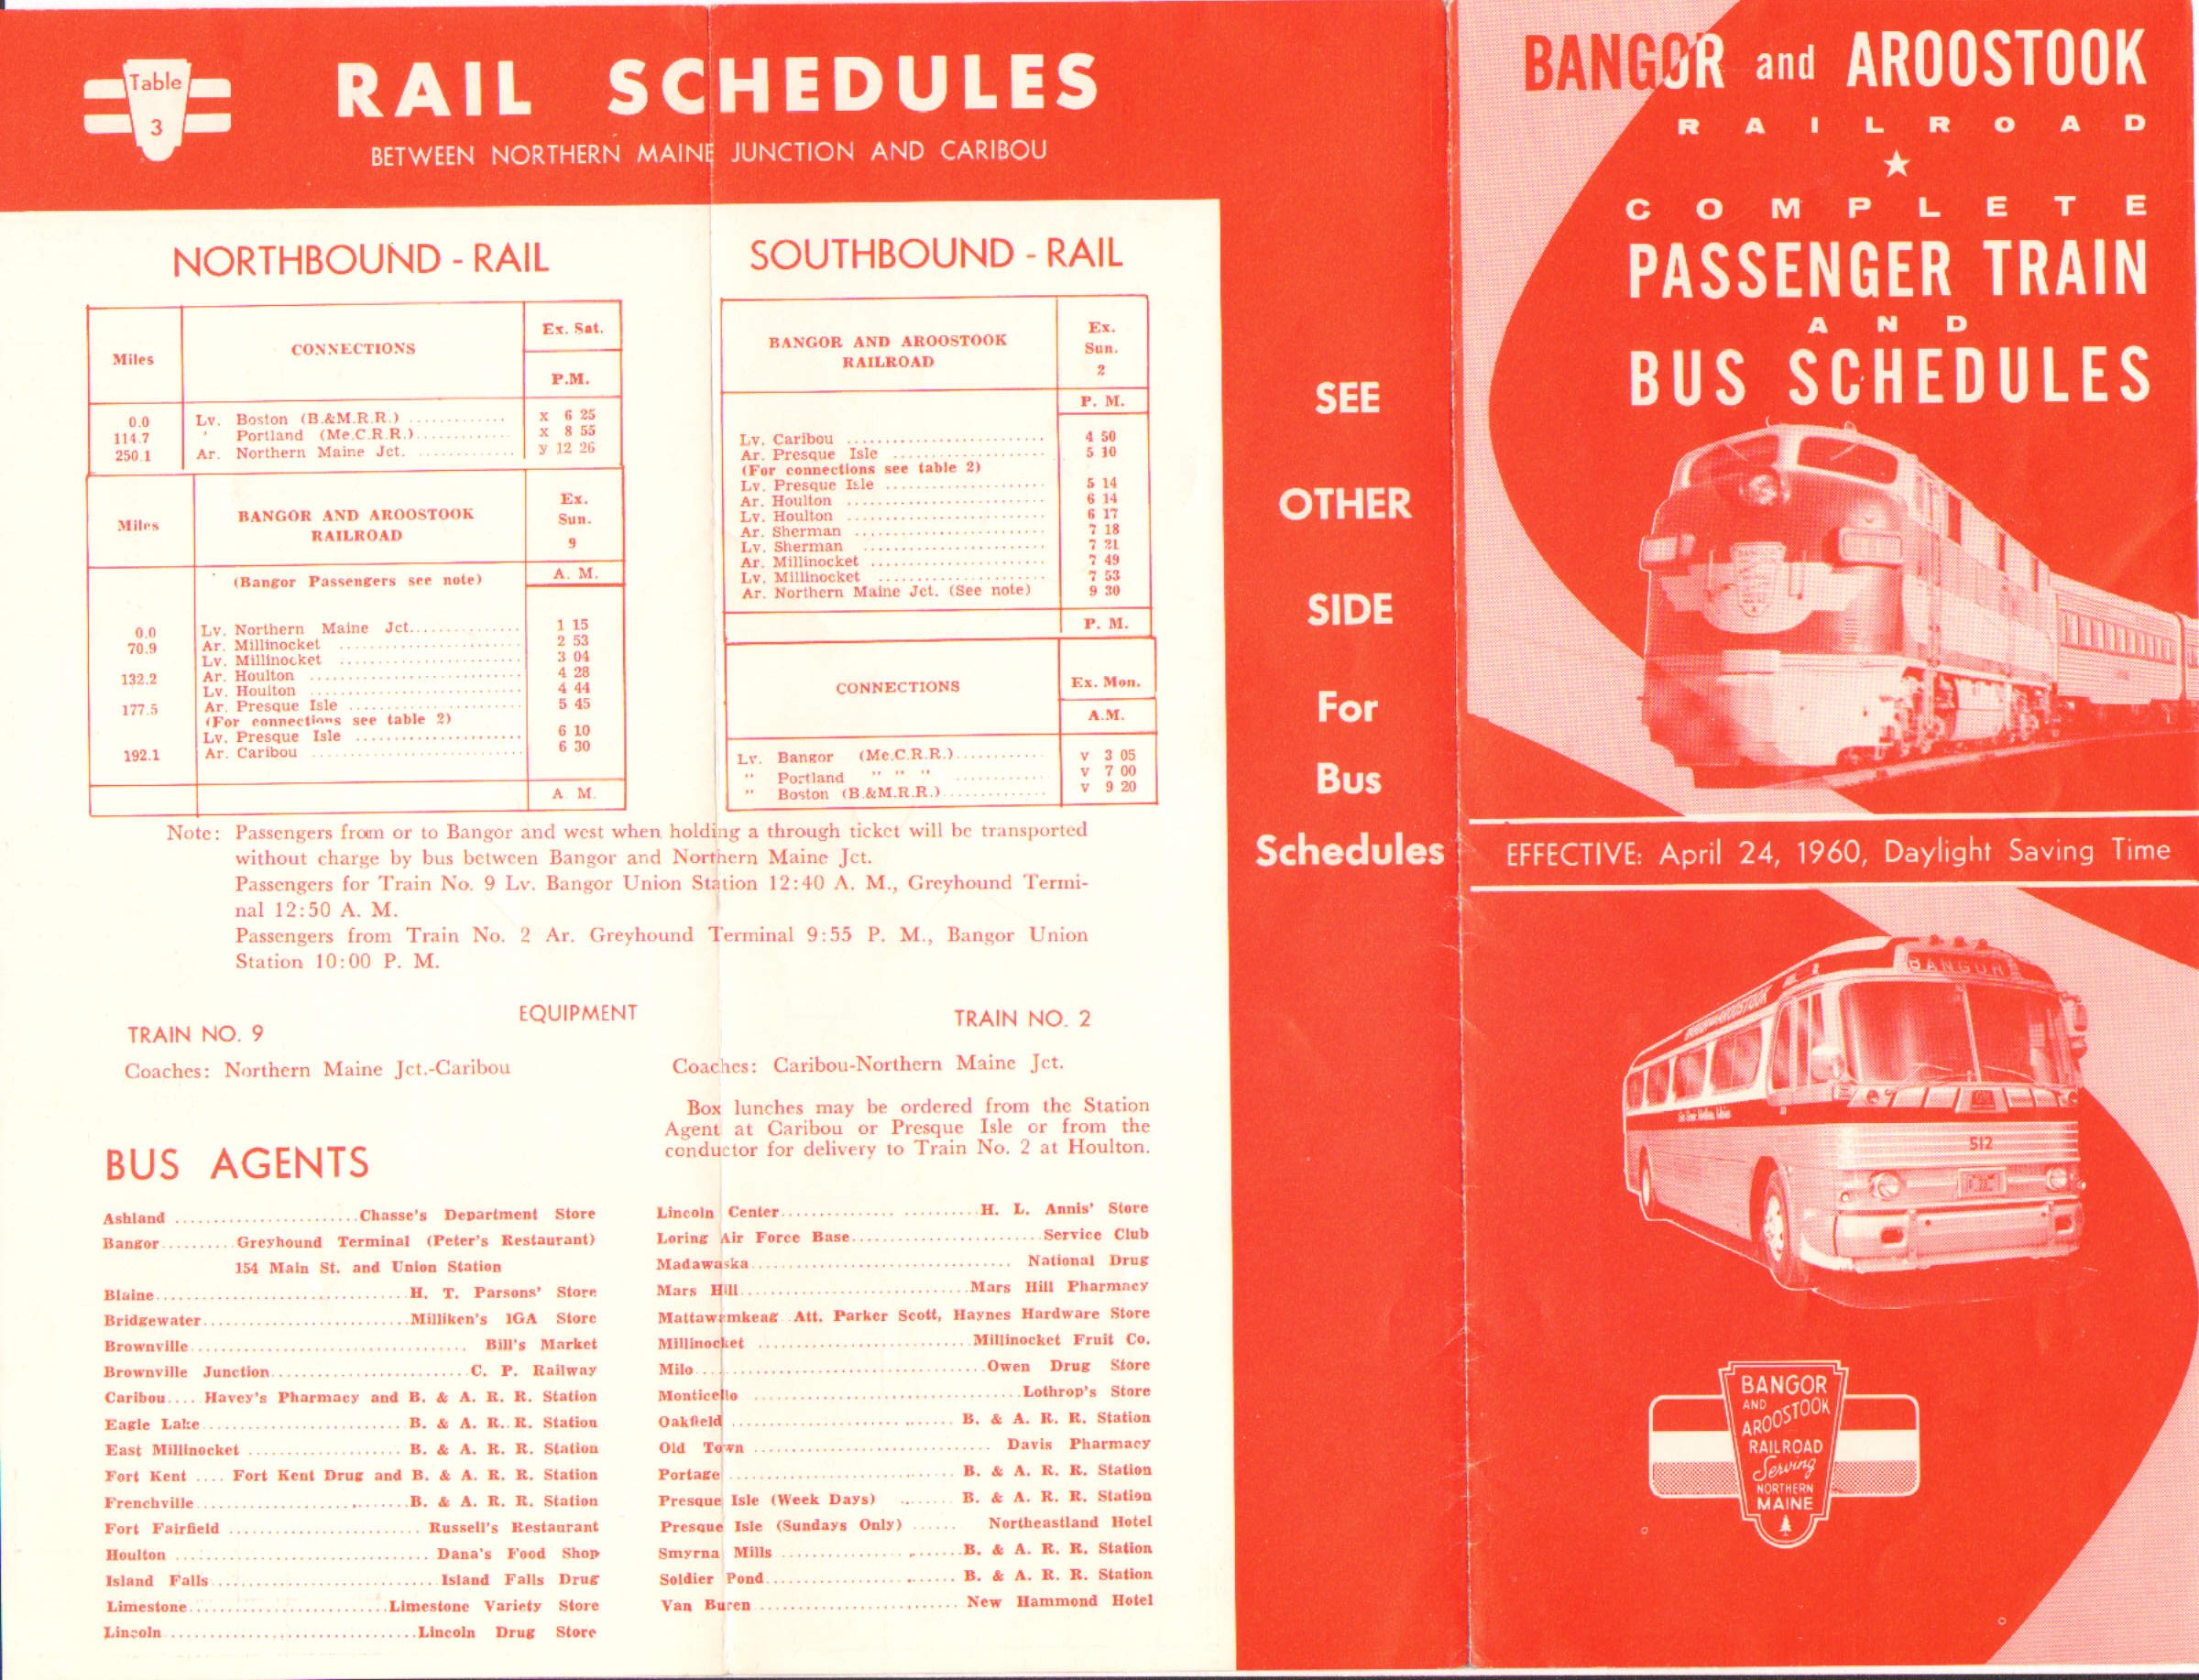 Table
3
RAIL SCHEDULES
BETWEEN NORTHERN MAINE JUNCTION AND CARIBOU
NORTHBOUND - RAIL
Miles CONNECTIONS Ex. Sat.
P.M.
0.0 Lv. Boston (B.&M.R.R.) .......... x 6 25
114.7 " Portland (Me.C.R.R.) .......... x 8 55
250.1 Ar. Northern Maine Jct. .......... y 12 26
Miles BANGOR AND AROOSTOOK RAILROAD Ex. Sun. 9
(Bangor Passengers see note) A. M.
0.0 Lv. Northern Maine Jct. .......... 1 15
70.9 Ar. Millinocket .......... 2 53
Lv. Millinocket .......... 3 04
132.2 Ar. Houlton .......... 4 28
Lv. Houlton .......... 4 44
177.5 Ar. Presque Isle .......... 5 45
(For connections see table 2)
Lv. Presque Isle .......... 6 10
192.1 Ar. Caribou .......... 6 30
A. M.
SOUTHBOUND - RAIL
BANGOR AND AROOSTOOK RAILROAD Ex. Sun. 2
P. M.
Lv. Caribou .......... 4 50
Ar. Presque Isle .......... 5 10
(For connections see table 2)
Lv. Presque Isle .......... 5 14
Ar. Houlton .......... 6 14
Lv. Houlton .......... 6 17
Ar. Sherman .......... 7 18
Lv. Sherman .......... 7 21
Ar. Millinocket .......... 7 49
Lv. Millinocket .......... 7 53
Ar. Northern Maine Jct. (See note) 9 30
P. M.
CONNECTIONS Ex. Mon.
A.M.
Lv. Bangor (Me.C.R.R.) .......... v 3 05
" Portland " " " .......... v 7 00
" Boston (B.&M.R.R.) .......... v 9 20
Note: Passengers from or to Bangor and west when holding a through ticket will be transported
without charge by bus between Bangor and Northern Maine Jct.
Passengers for Train No. 9 Lv. Bangor Union Station 12:40 A. M., Greyhound Termi-
nal 12:50 A. M.
Passengers from Train No. 2 Ar. Greyhound Terminal 9:55 P. M., Bangor Union
Station 10:00 P. M.
EQUIPMENT
TRAIN NO. 9
Coaches: Northern Maine Jct.-Caribou
TRAIN NO. 2
Coaches: Caribou-Northern Maine Jct.
Box lunches may be ordered from the Station
Agent at Caribou or Presque Isle or from the
conductor for delivery to Train No. 2 at Houlton.
BUS AGENTS
Ashland .......... Chasse's Department Store
Bangor .......... Greyhound Terminal (Peter's Restaurant)
154 Main St. and Union Station
Blaine .......... H. T. Parsons' Store
Bridgewater .......... Milliken's IGA Store
Brownville .......... Bill's Market
Brownville Junction .......... C. P. Railway
Caribou .... Havey's Pharmacy and B. & A. R. R. Station
Eagle Lake .......... B. & A. R. R. Station
East Millinocket .......... B. & A. R. R. Station
Fort Kent .... Fort Kent Drug and B. & A. R. R. Station
Frenchville .......... B. & A. R. R. Station
Fort Fairfield .......... Russell's Restaurant
Houlton .......... Dana's Food Shop
Island Falls .......... Island Falls Drug
Limestone .......... Limestone Variety Store
Lincoln .......... Lincoln Drug Store
Lincoln Center .......... H. L. Annis' Store
Loring Air Force Base .......... Service Club
Madawaska .......... National Drug
Mars Hill .......... Mars Hill Pharmacy
Mattawamkeag .. Att. Parker Scott, Haynes Hardware Store
Millinocket .......... Millinocket Fruit Co.
Milo .......... Owen Drug Store
Monticello .......... Lothrop's Store
Oakfield .......... B. & A. R. R. Station
Old Town .......... Davis Pharmacy
Portage .......... B. & A. R. R. Station
Presque Isle (Week Days) .......... B. & A. R. R. Station
Presque Isle (Sundays Only) ...... Northeastland Hotel
Smyrna Mills .......... B. & A. R. R. Station
Soldier Pond .......... B. & A. R. R. Station
Van Buren .......... New Hammond Hotel
SEE
OTHER
SIDE
For
Bus
Schedules
BANGOR and AROOSTOOK
RAILROAD
★
COMPLETE
PASSENGER TRAIN
AND
BUS SCHEDULES
EFFECTIVE: April 24, 1960, Daylight Saving Time
BANGOR
512
BANGOR
AND
AROOSTOOK
RAILROAD
Serving
NORTHERN
MAINE